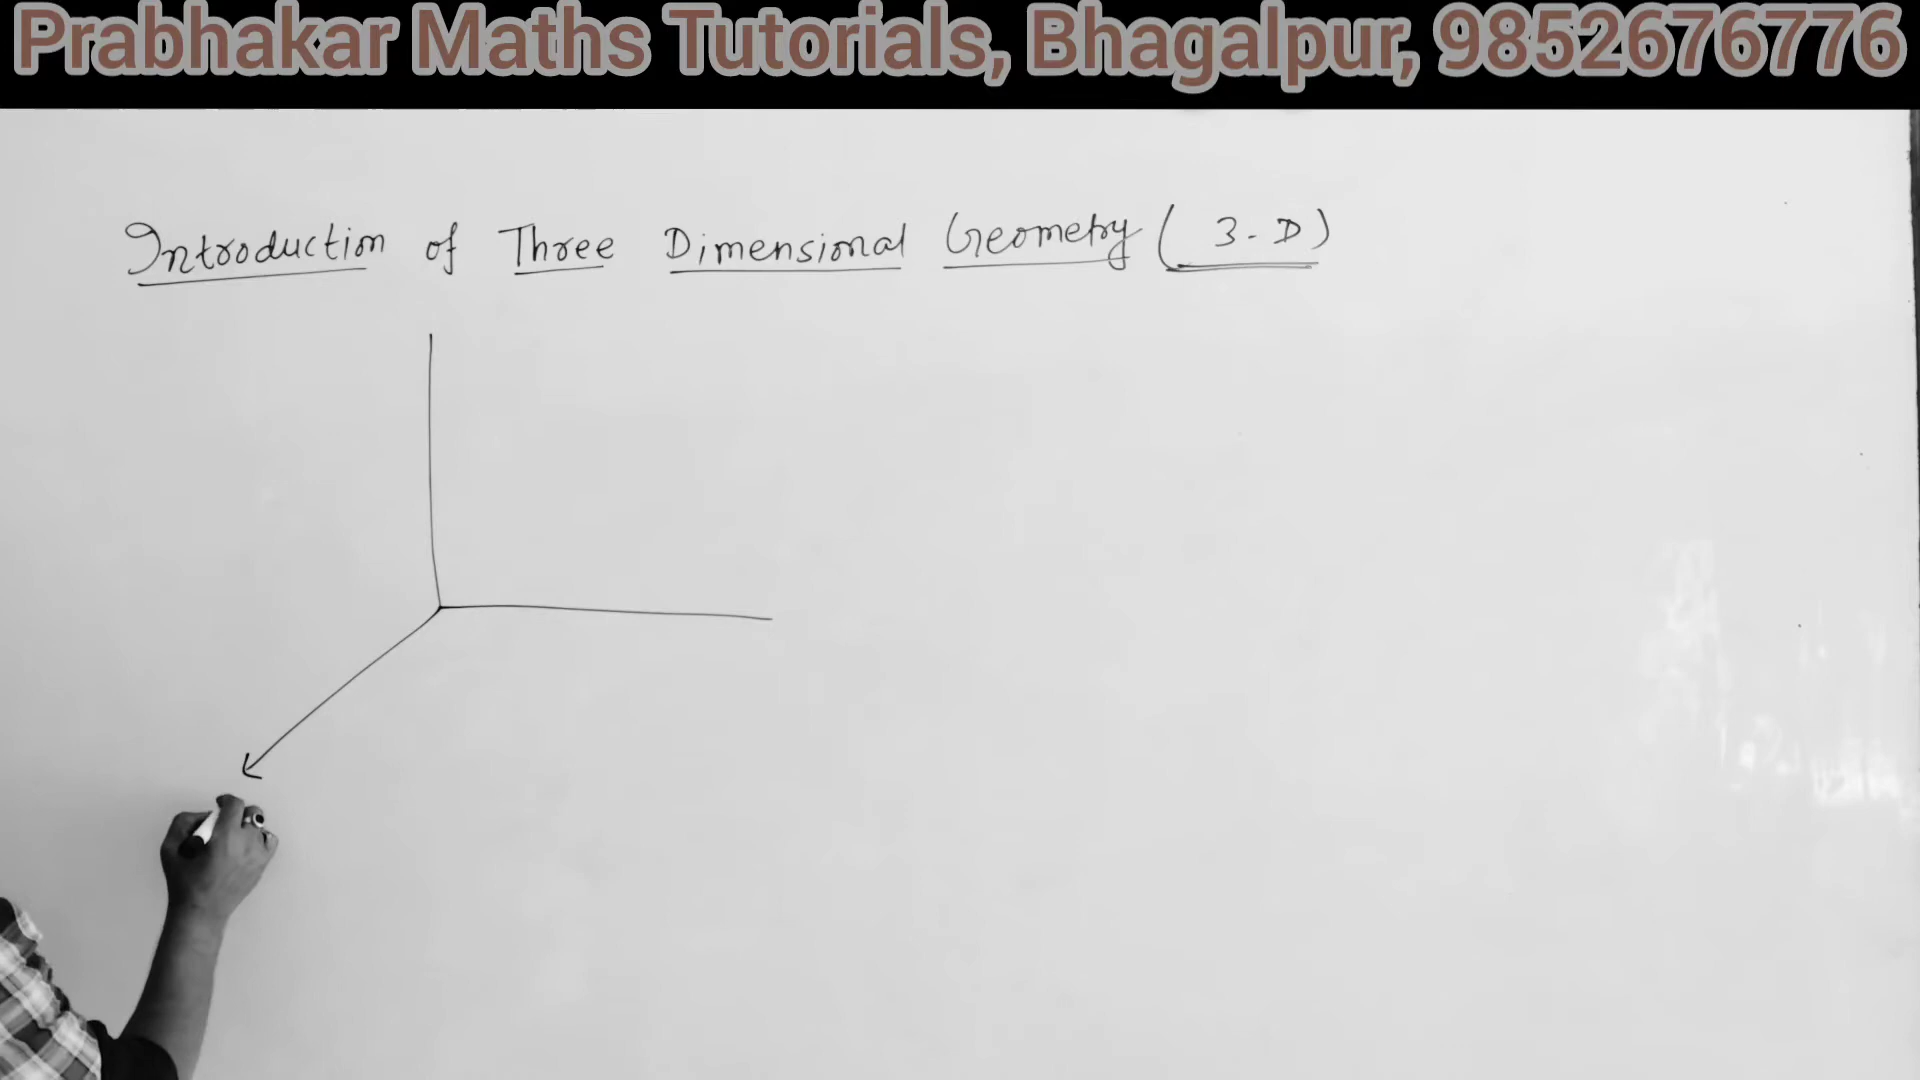 Prabhakar Maths Tutorials, Bhagalpur, 9852676776
Introduction of Three Dimensional Geometry ( 3-D )